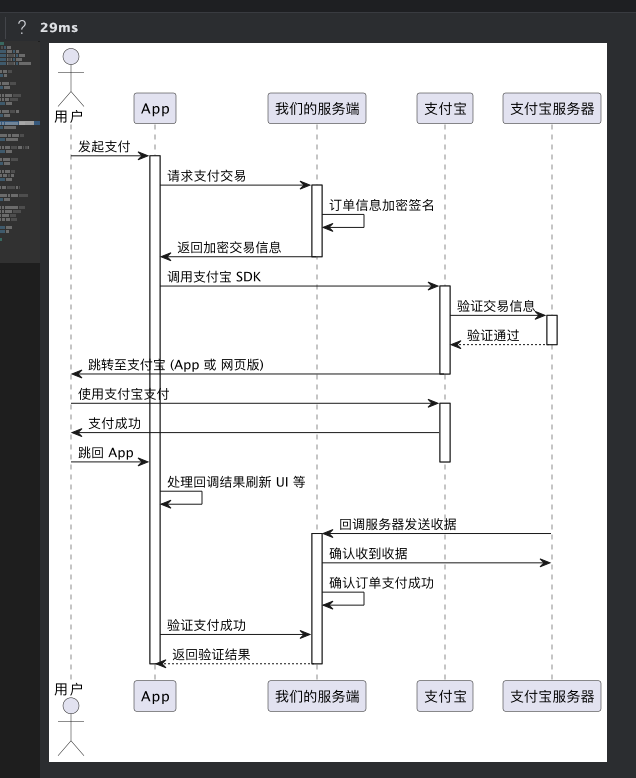 ? 29ms
用户
App
我们的服务端
支付宝
支付宝服务器
发起支付
请求支付交易
订单信息加密签名
返回加密交易信息
调用支付宝 SDK
验证交易信息
验证通过
跳转至支付宝 (App 或 网页版)
使用支付宝支付
支付成功
跳回 App
处理回调结果刷新 UI 等
回调服务器发送收据
确认收到收据
确认订单支付成功
验证支付成功
返回验证结果
用户
App
我们的服务端
支付宝
支付宝服务器